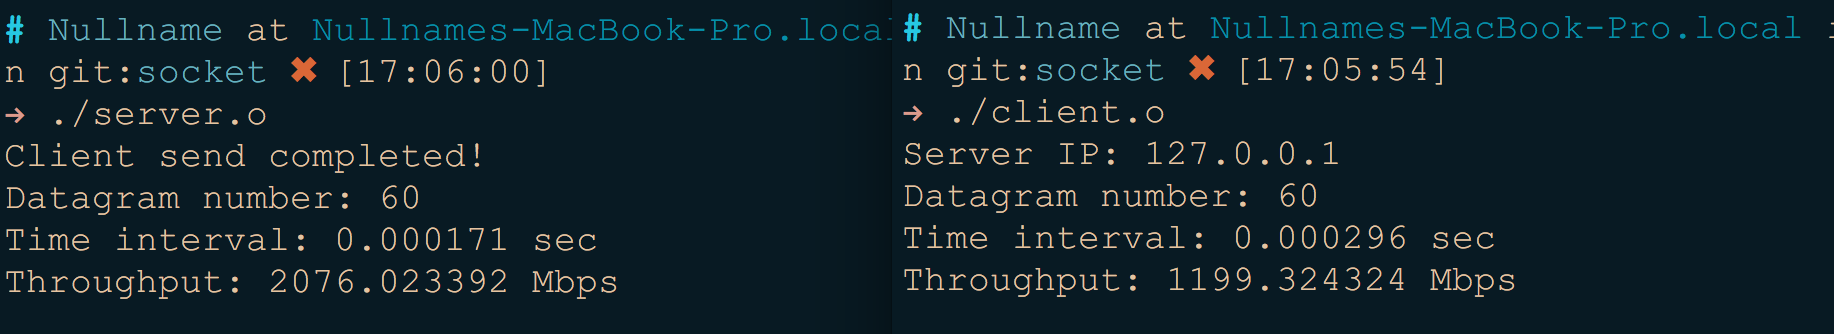 # Nullname at Nullnames-MacBook-Pro.local
n git:socket ✖ [17:06:00]
→ ./server.o
Client send completed!
Datagram number: 60
Time interval: 0.000171 sec
Throughput: 2076.023392 Mbps
# Nullname at Nullnames-MacBook-Pro.local i
n git:socket ✖ [17:05:54]
→ ./client.o
Server IP: 127.0.0.1
Datagram number: 60
Time interval: 0.000296 sec
Throughput: 1199.324324 Mbps